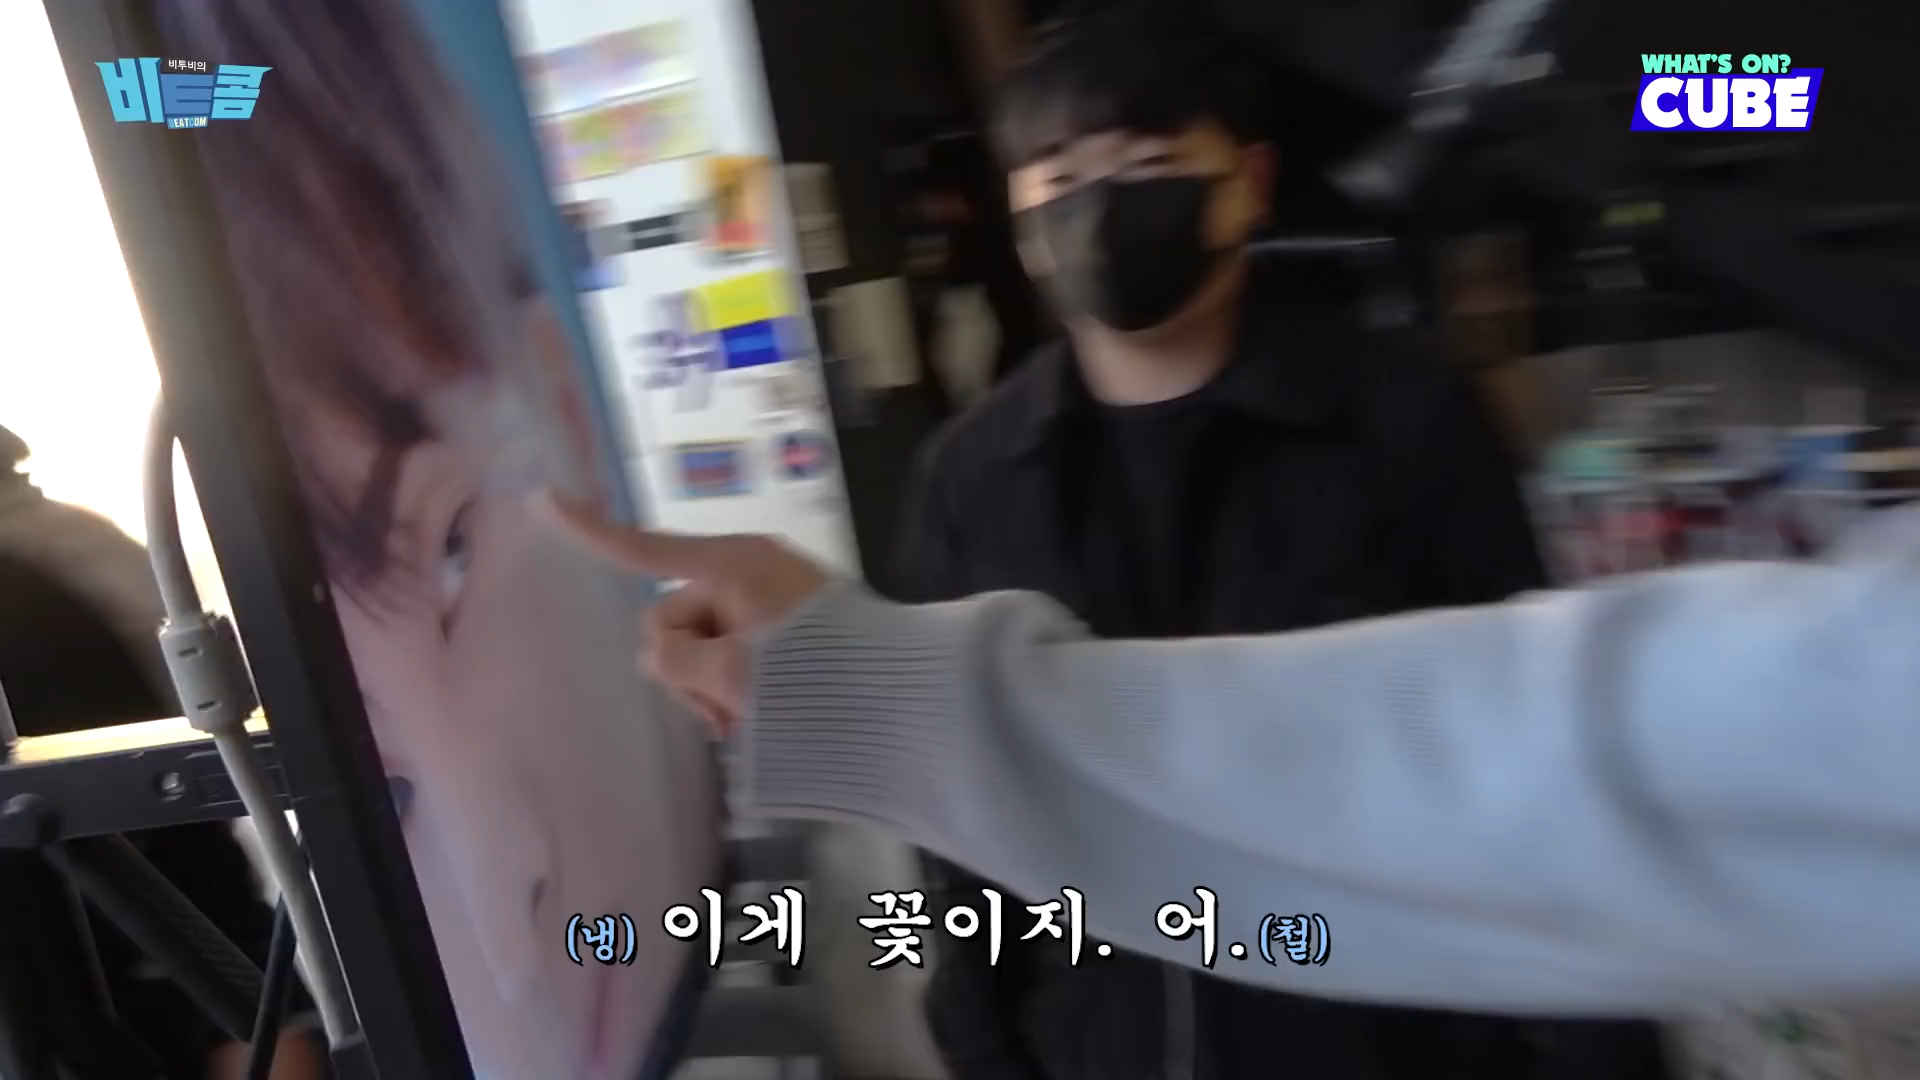 비투비의
비트콤
BEATCOM
WHAT'S ON?
CUBE
(냉) 이게 꽃이지. 어. (철)